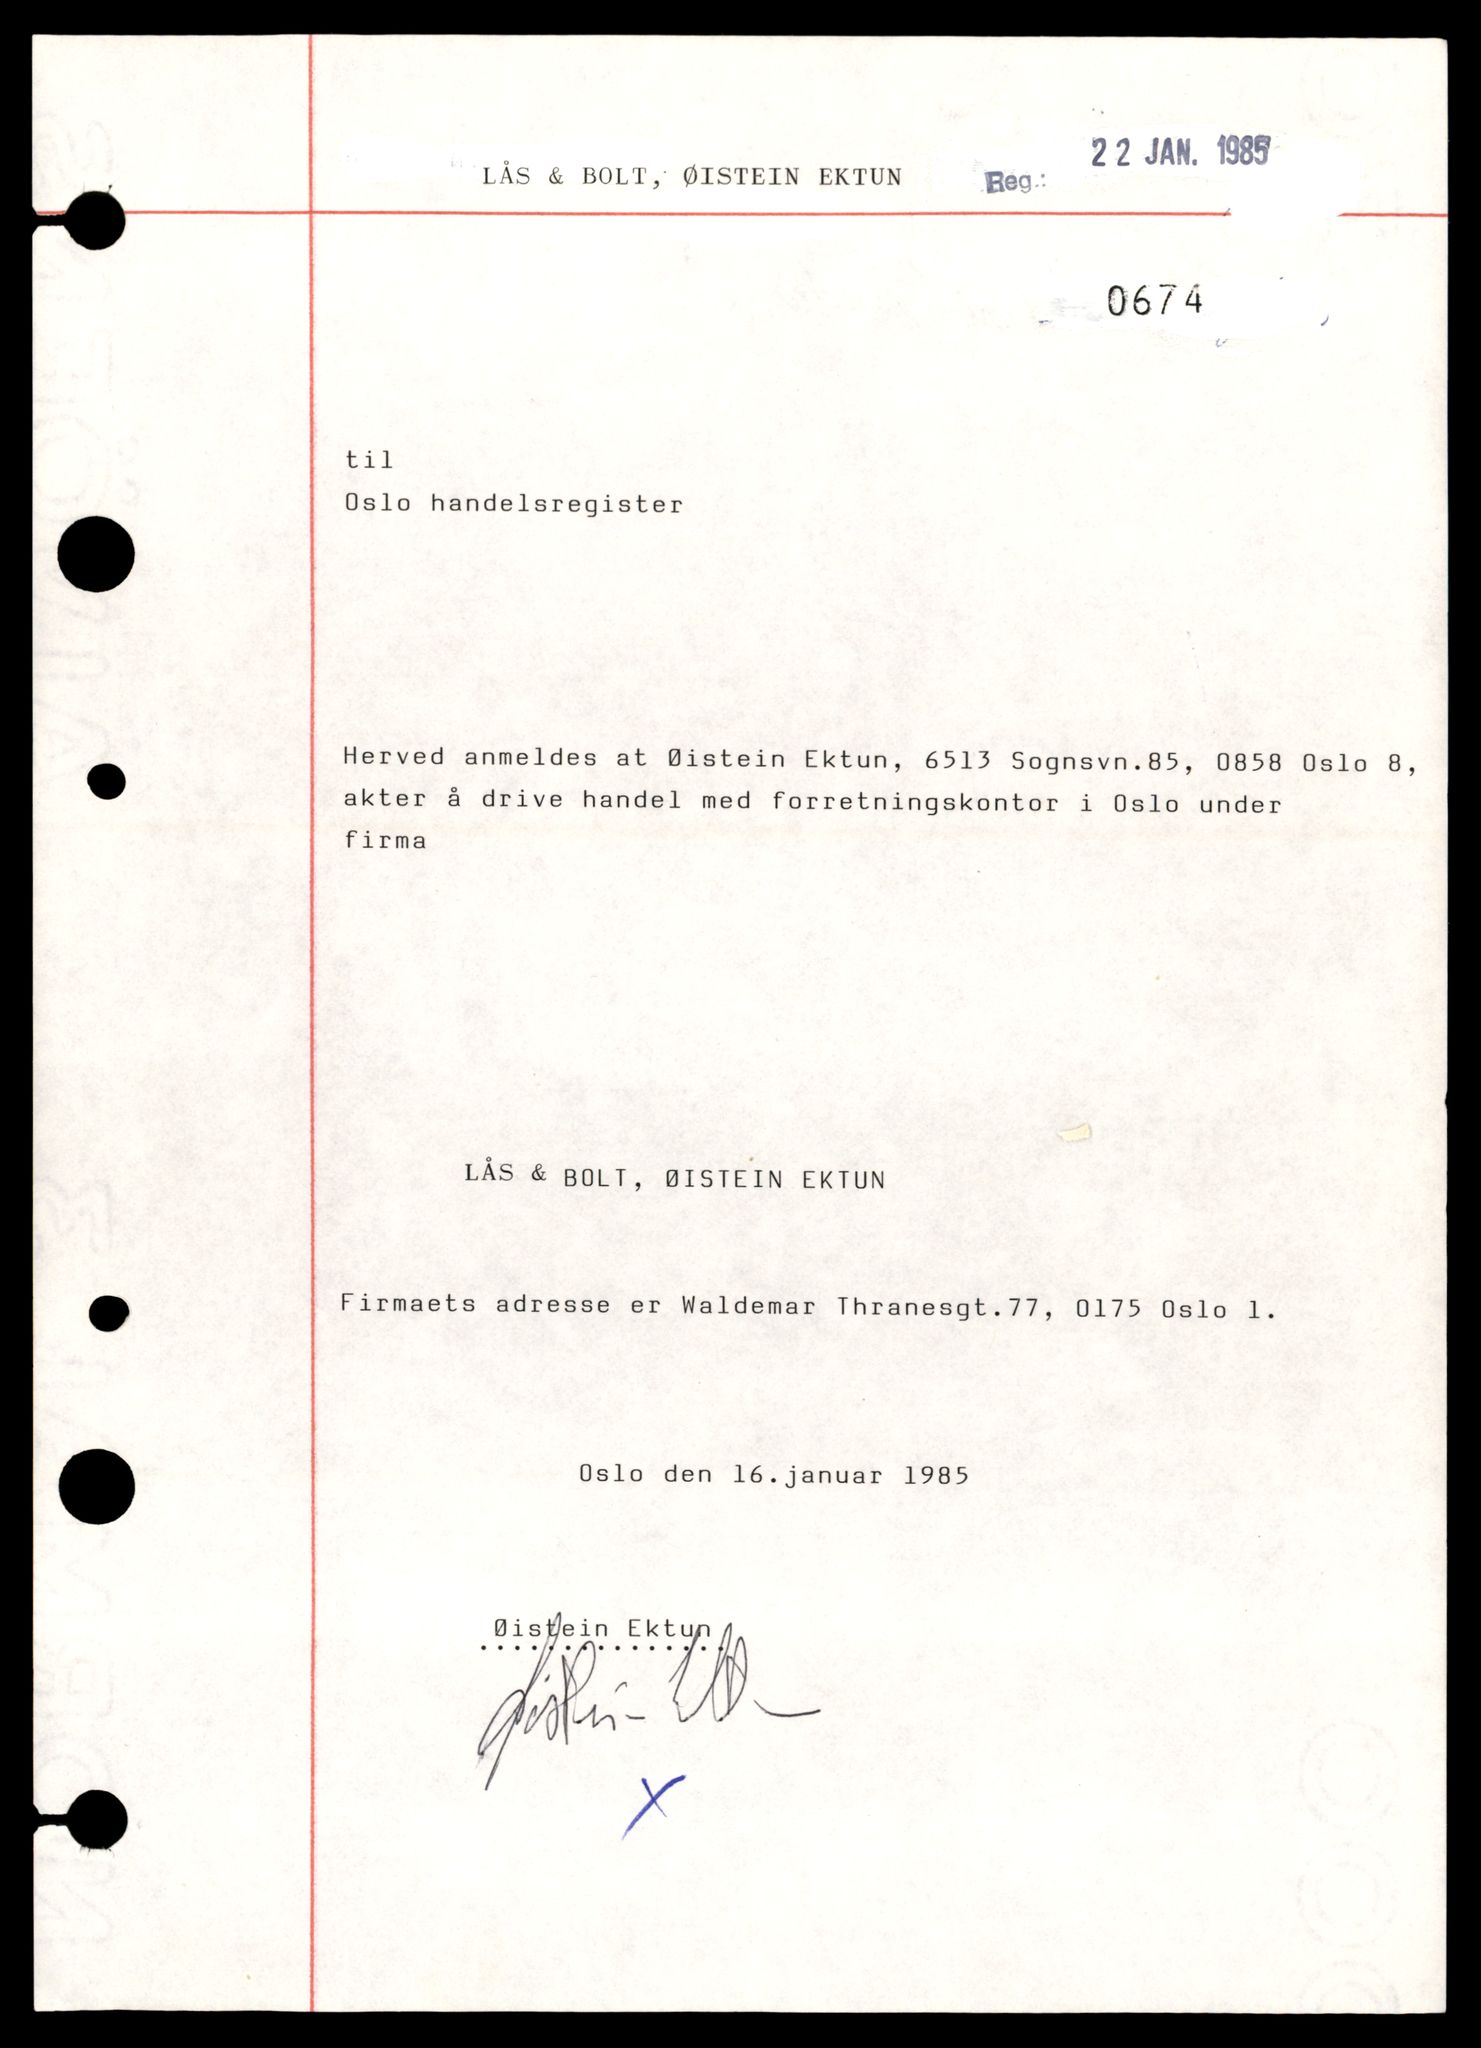 LÅS & BOLT, ØISTEIN EKTUN
Reg.: 22 JAN. 1985
0674
til
Oslo handelsregister
Herved anmeldes at Øistein Ektun, 6513 Sognsvn.85, 0858 Oslo 8,
akter å drive handel med forretningskontor i Oslo under
firma
LÅS & BOLT, ØISTEIN EKTUN
Firmaets adresse er Waldemar Thranesgt.77, 0175 Oslo 1.
Oslo den 16.januar 1985
Øistein Ektun
Øistein Ektun
X